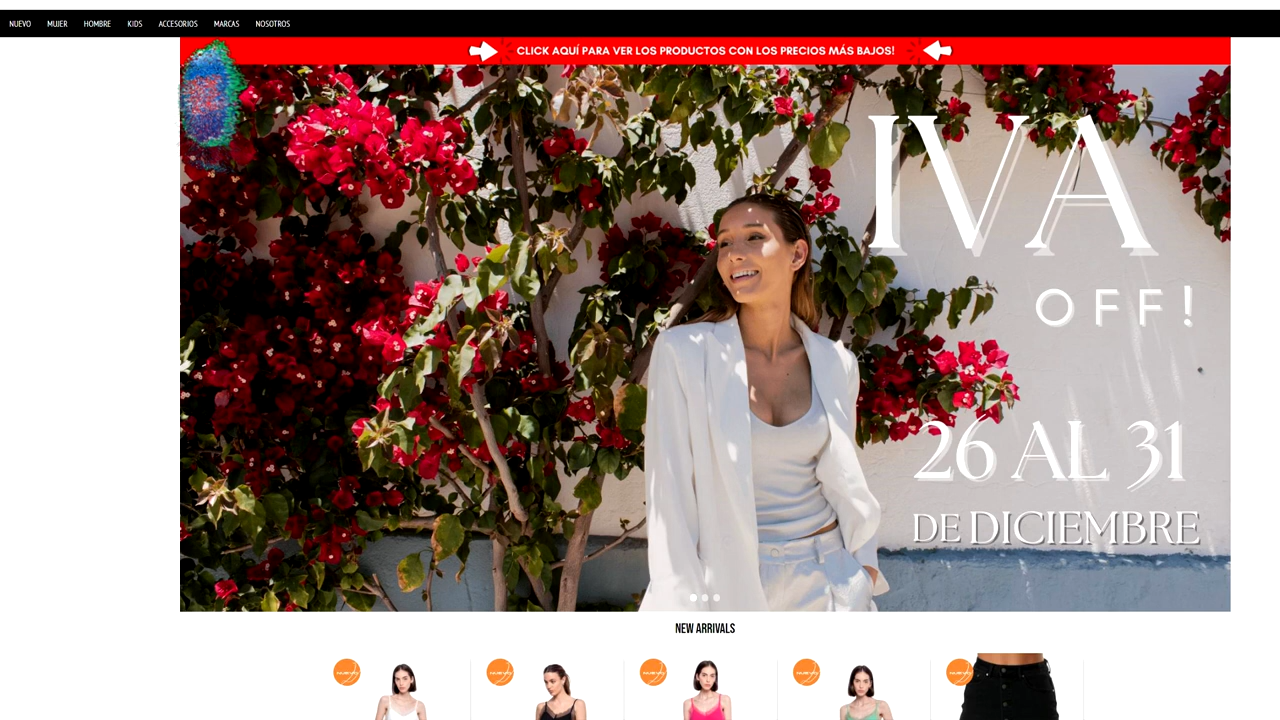 NUEVO MUJER HOMBRE KIDS ACCESORIOS MARCAS NOSOTROS
CLICK AQUÍ PARA VER LOS PRODUCTOS CON LOS PRECIOS MÁS BAJOS!
IVA
OFF!
26 AL 31
DE DICIEMBRE
NEW ARRIVALS